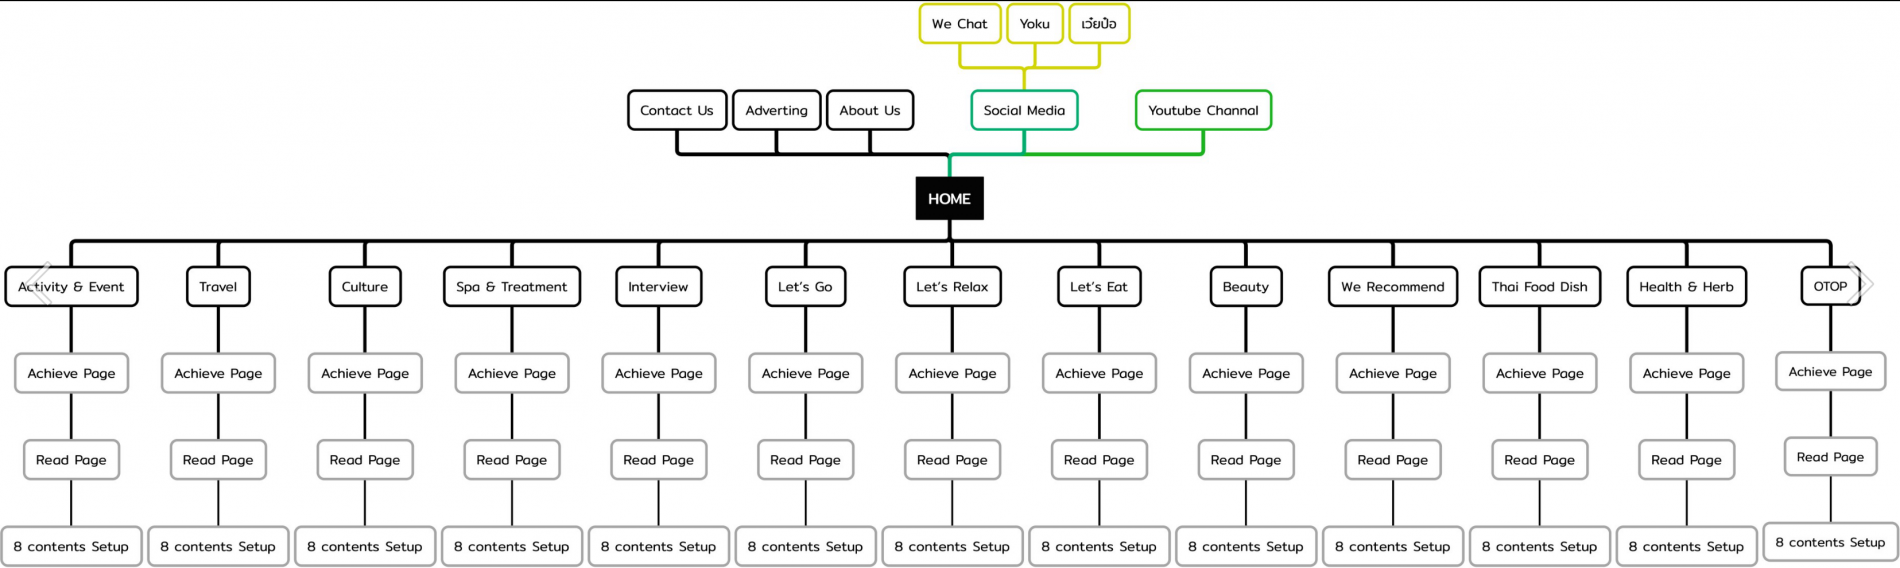 We Chat Yoku เว๋ยป๋อ
Contact Us Adverting About Us Social Media Youtube Channal
HOME
Activity & Event Travel Culture Spa & Treatment Interview Let's Go Let's Relax Let's Eat Beauty We Recommend Thai Food Dish Health & Herb OTOP
Achieve Page Achieve Page Achieve Page Achieve Page Achieve Page Achieve Page Achieve Page Achieve Page Achieve Page Achieve Page Achieve Page Achieve Page Achieve Page
Read Page Read Page Read Page Read Page Read Page Read Page Read Page Read Page Read Page Read Page Read Page Read Page Read Page
8 contents Setup 8 contents Setup 8 contents Setup 8 contents Setup 8 contents Setup 8 contents Setup 8 contents Setup 8 contents Setup 8 contents Setup 8 contents Setup 8 contents Setup 8 contents Setup 8 contents Setup